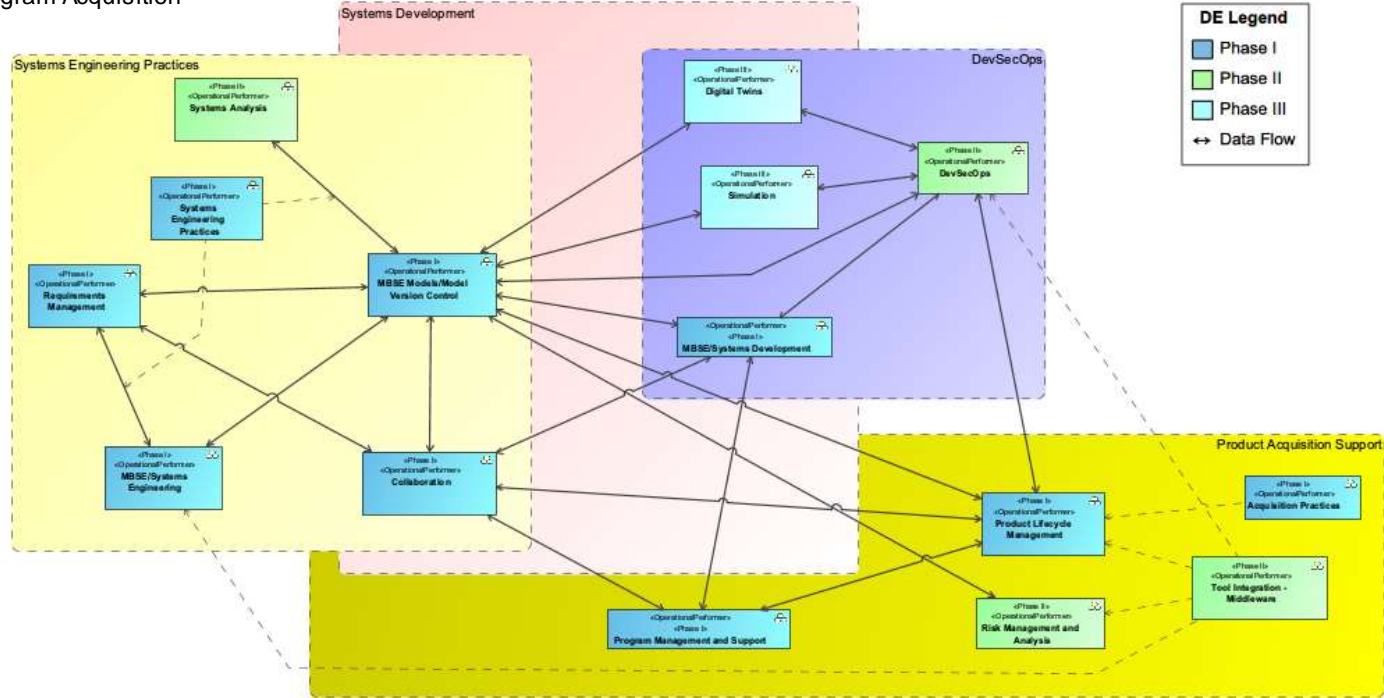 gram Acquisition
Systems Development
DE Legend
Phase I
Phase II
Phase III
↔ Data Flow
Systems Engineering Practices
«Phase II»
«OperationalPerformer»
Systems Analysis
«Phase I»
«OperationalPerformer»
Systems
Engineering
Practices
«Phase I»
«OperationalPerformer»
Requirements
Management
«Phase I»
«OperationalPerformer»
MBSE Models/Model
Version Control
«Phase I»
«OperationalPerformer»
MBSE/Systems
Engineering
«Phase I»
«OperationalPerformer»
Collaboration
DevSecOps
«Phase III»
«OperationalPerformer»
Digital Twins
«Phase II»
«OperationalPerformer»
DevSecOps
«Phase III»
«OperationalPerformer»
Simulation
«OperationalPerformer»
«Phase I»
MBSE/Systems Development
Product Acquisition Support
«Phase I»
«OperationalPerformer»
Product Lifecycle
Management
«Phase I»
«OperationalPerformer»
Acquisition Practices
«Phase II»
«OperationalPerformer»
Tool Integration -
Middleware
«OperationalPerformer»
«Phase I»
Program Management and Support
«Phase II»
«OperationalPerformer»
Risk Management and
Analysis